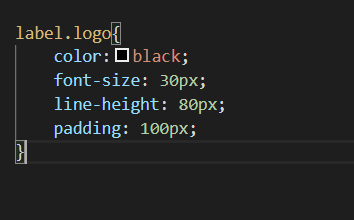 label.logo{
    color: black;
    font-size: 30px;
    line-height: 80px;
    padding: 100px;
}